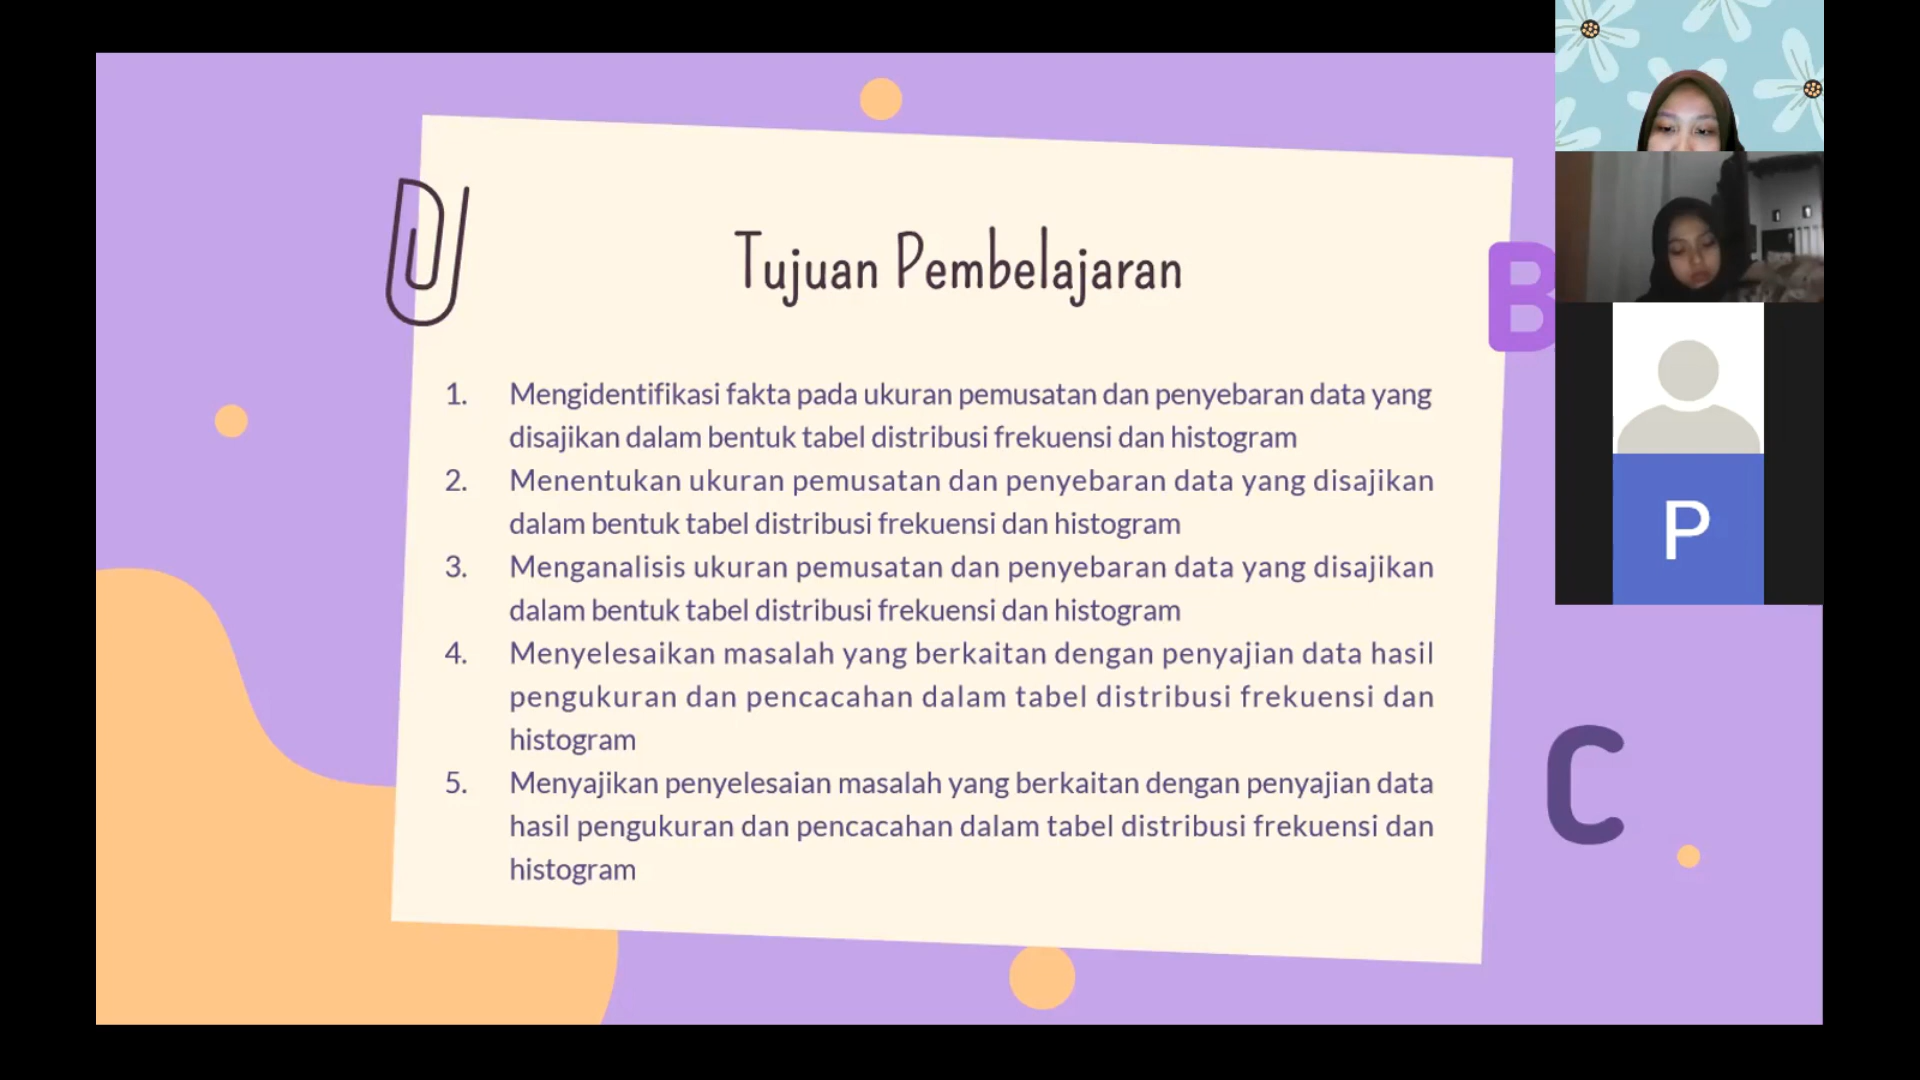 Tujuan Pembelajaran
1. Mengidentifikasi fakta pada ukuran pemusatan dan penyebaran data yang
disajikan dalam bentuk tabel distribusi frekuensi dan histogram
2. Menentukan ukuran pemusatan dan penyebaran data yang disajikan
dalam bentuk tabel distribusi frekuensi dan histogram
3. Menganalisis ukuran pemusatan dan penyebaran data yang disajikan
dalam bentuk tabel distribusi frekuensi dan histogram
4. Menyelesaikan masalah yang berkaitan dengan penyajian data hasil
pengukuran dan pencacahan dalam tabel distribusi frekuensi dan
histogram
5. Menyajikan penyelesaian masalah yang berkaitan dengan penyajian data
hasil pengukuran dan pencacahan dalam tabel distribusi frekuensi dan
histogram
B
P
C